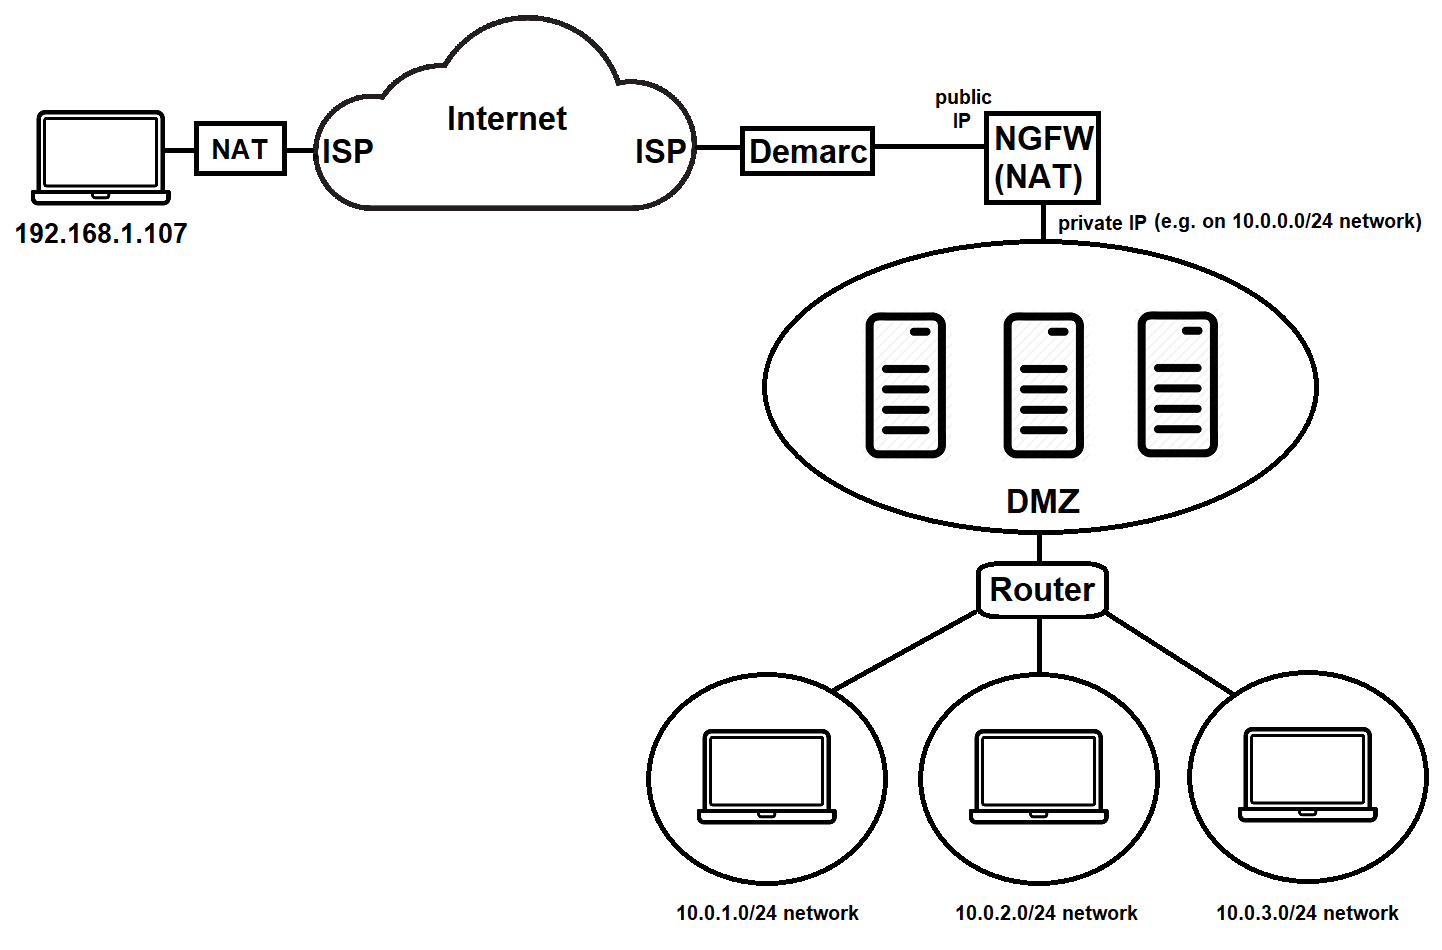 Internet
NAT
ISP
ISP
192.168.1.107
Demarc
public
IP
NGFW
(NAT)
private IP (e.g. on 10.0.0.0/24 network)
DMZ
Router
10.0.1.0/24 network
10.0.2.0/24 network
10.0.3.0/24 network